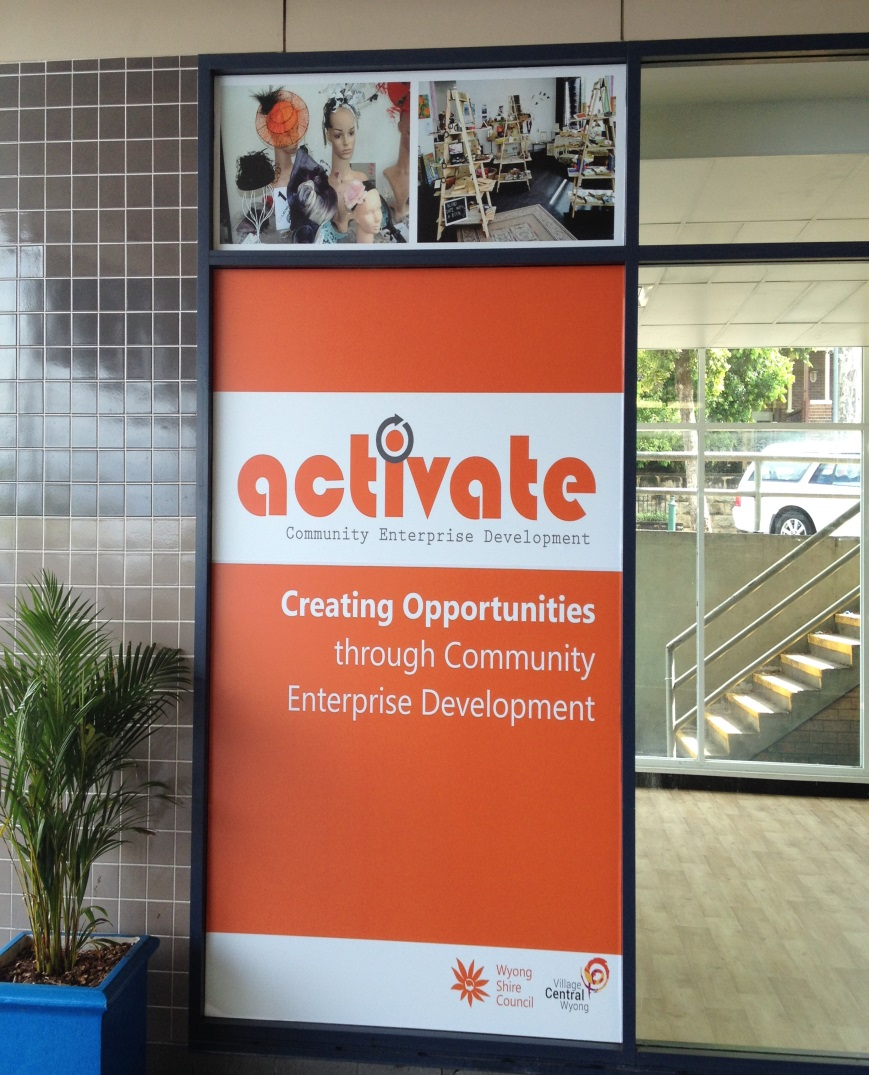 activate
Community Enterprise Development
Creating Opportunities
through Community
Enterprise Development
Wyong
Shire
Council
Village
Central
Wyong